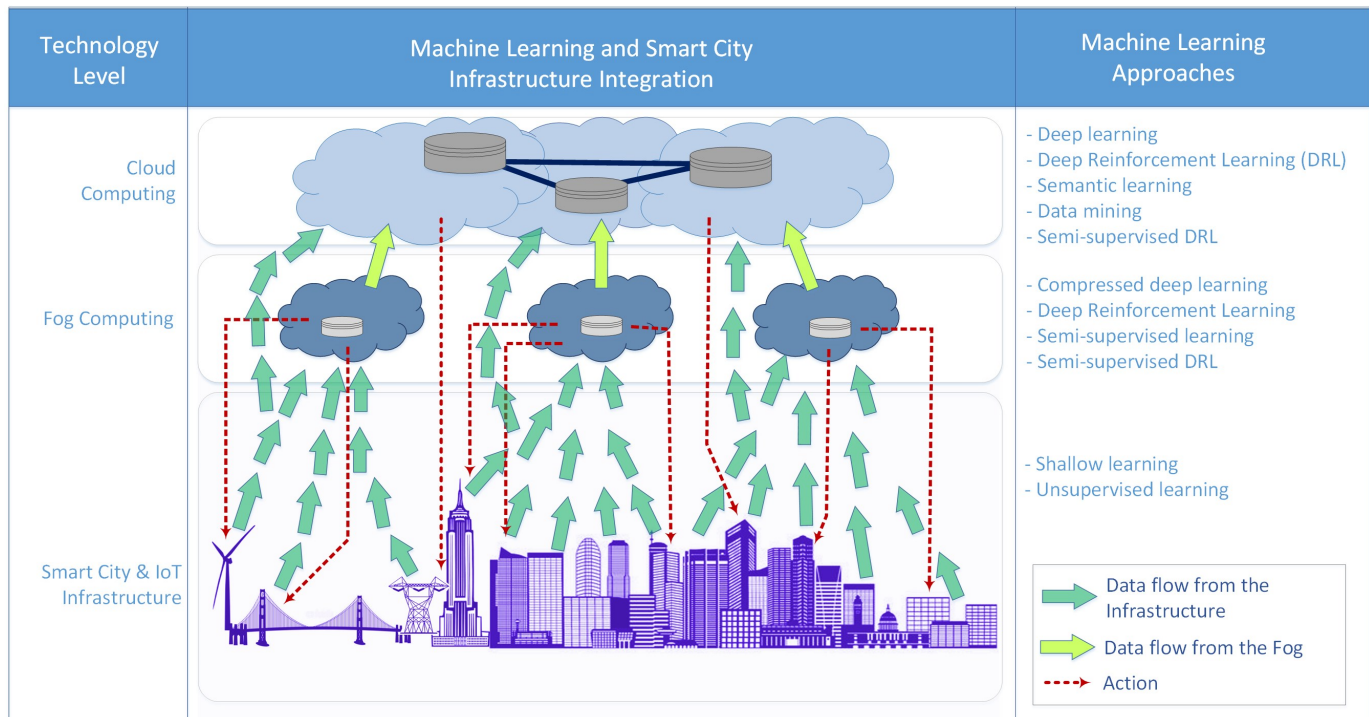 Technology
Level
Machine Learning and Smart City
Infrastructure Integration
Machine Learning
Approaches
Cloud
Computing
- Deep learning
- Deep Reinforcement Learning (DRL)
- Semantic learning
- Data mining
- Semi-supervised DRL
Fog Computing
- Compressed deep learning
- Deep Reinforcement Learning
- Semi-supervised learning
- Semi-supervised DRL
Smart City & IoT
Infrastructure
- Shallow learning
- Unsupervised learning
Data flow from the
Infrastructure
Data flow from the Fog
Action